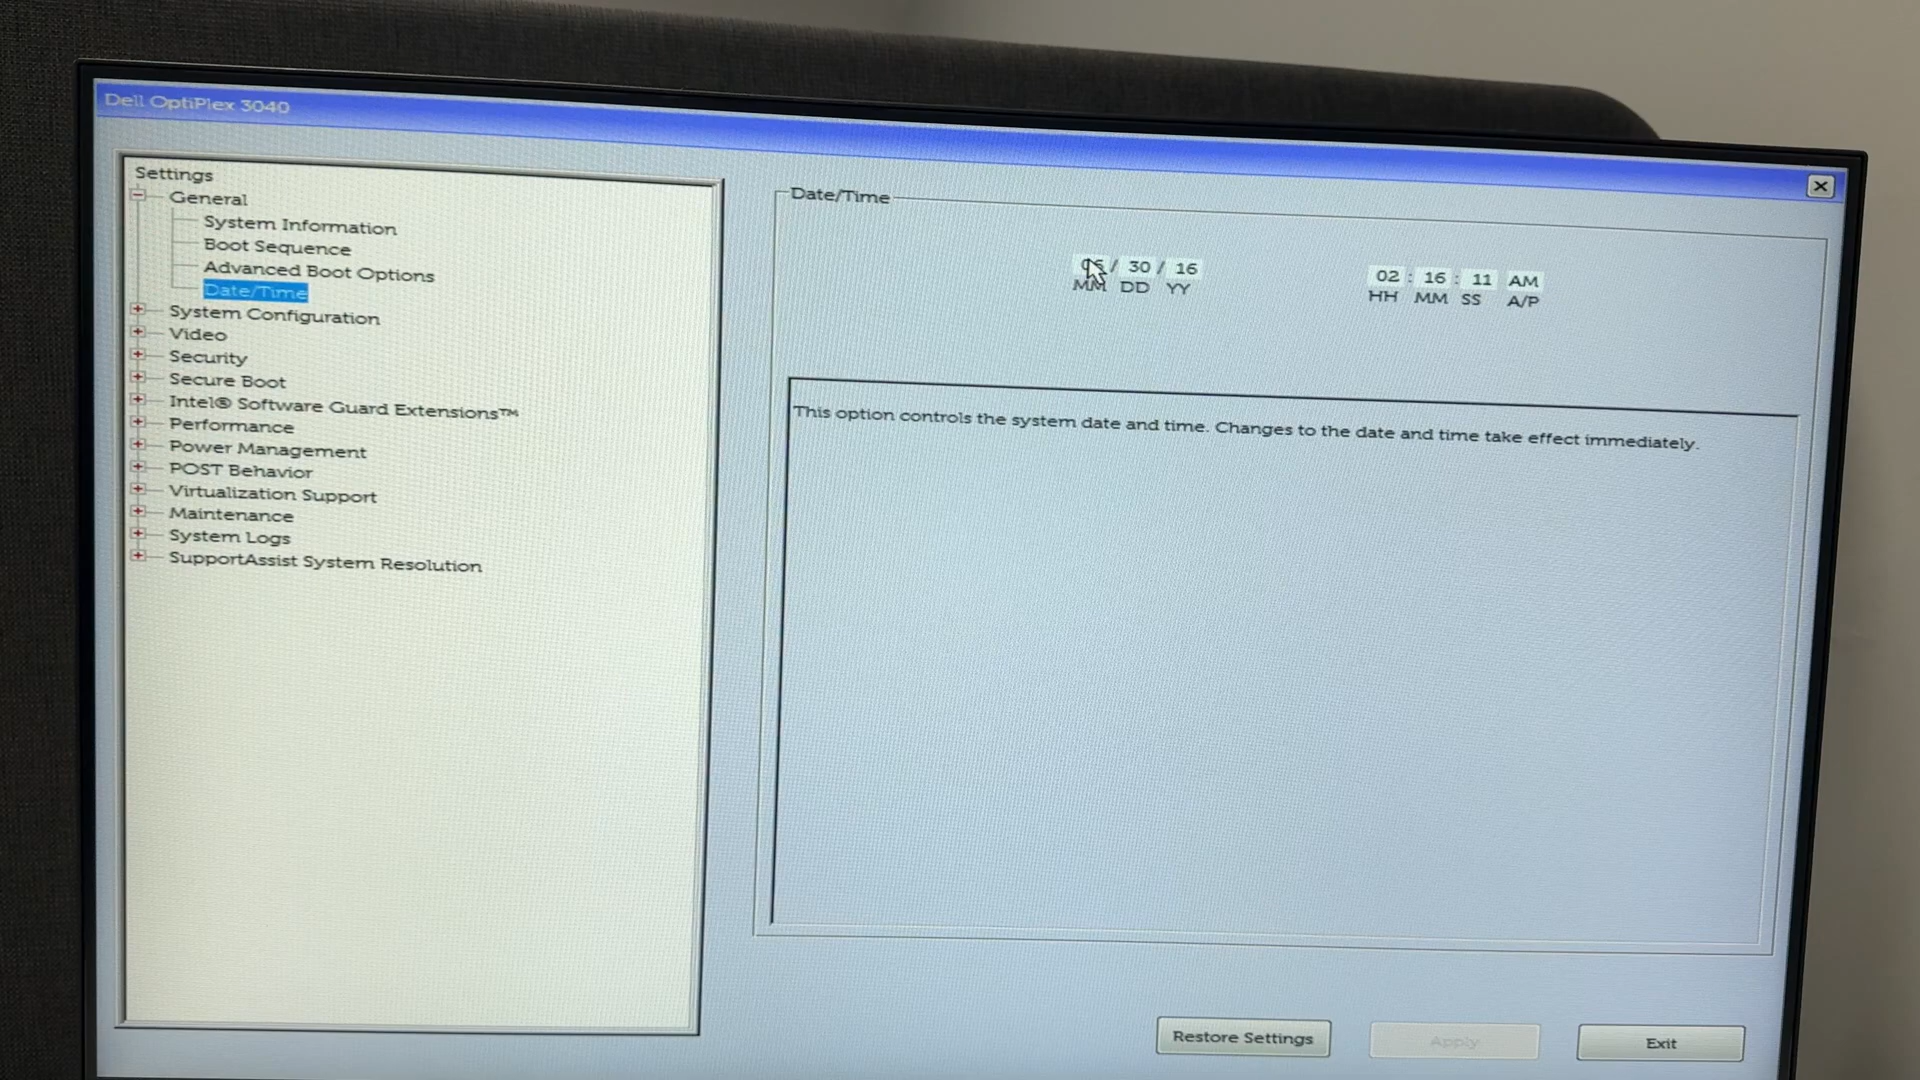 Dell OptiPlex 3040
Settings
General
System Information
Boot Sequence
Advanced Boot Options
Date/Time
System Configuration
Video
Security
Secure Boot
Intel® Software Guard Extensions™
Performance
Power Management
POST Behavior
Virtualization Support
Maintenance
System Logs
SupportAssist System Resolution
Date/Time
/ 30 / 16
MM DD YY
02 : 16 : 11 AM
HH MM SS A/P
This option controls the system date and time. Changes to the date and time take effect immediately.
Restore Settings
Apply
Exit